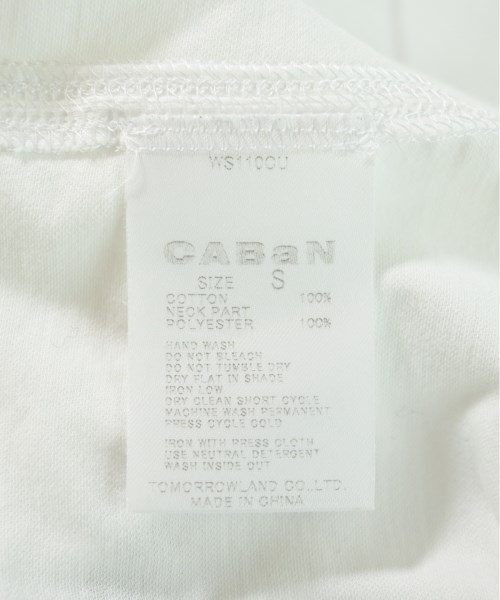 WS110CU
CABaN
SIZE S
COTTON 100%
NECK PART
POLYESTER 100%
HAND WASH
DO NOT BLEACH
DO NOT TUMBLE DRY
DRY FLAT IN SHADE
IRON LOW
DRY CLEAN SHORT CYCLE
MACHINE WASH PERMANENT
PRESS CYCLE COLD
IRON WITH PRESS CLOTH
USE NEUTRAL DETERGENT
WASH INSIDE OUT
TOMORROWLAND CO.,LTD.
MADE IN CHINA